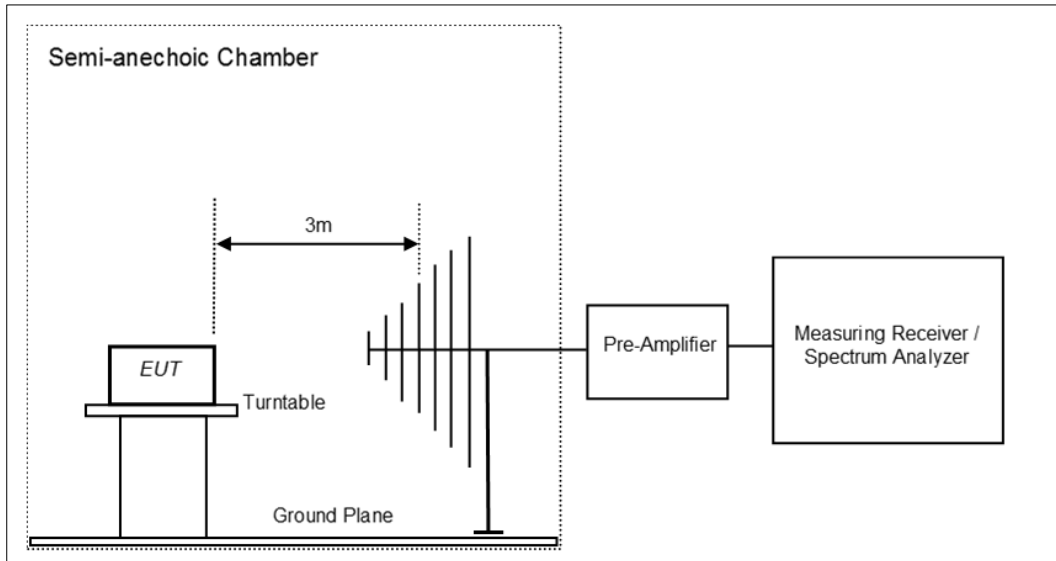 Semi-anechoic Chamber
3m
EUT
Turntable
Ground Plane
Pre-Amplifier
Measuring Receiver /
Spectrum Analyzer